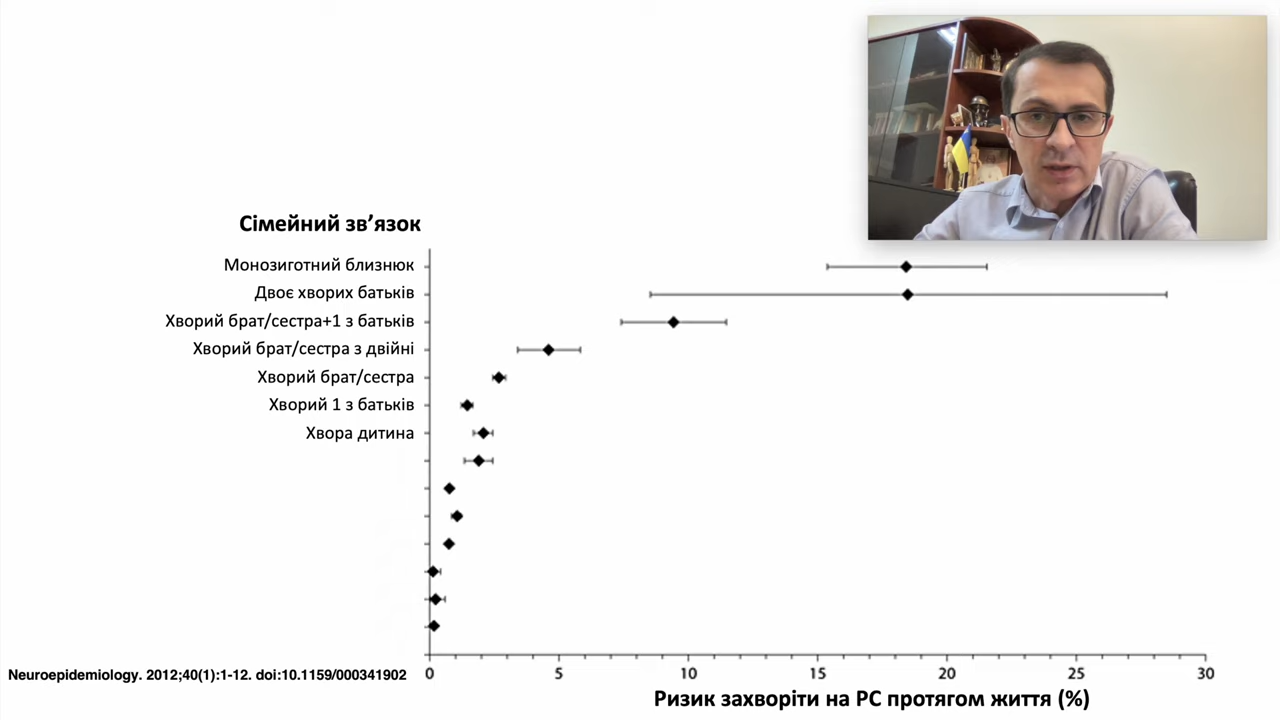 Сімейний зв’язок
Монозиготний близнюк
Двоє хворих батьків
Хворий брат/сестра+1 з батьків
Хворий брат/сестра з двійні
Хворий брат/сестра
Хворий 1 з батьків
Хвора дитина
0 5 10 15 20 25 30
Neuroepidemiology. 2012;40(1):1-12. doi:10.1159/000341902
Ризик захворіти на РС протягом життя (%)